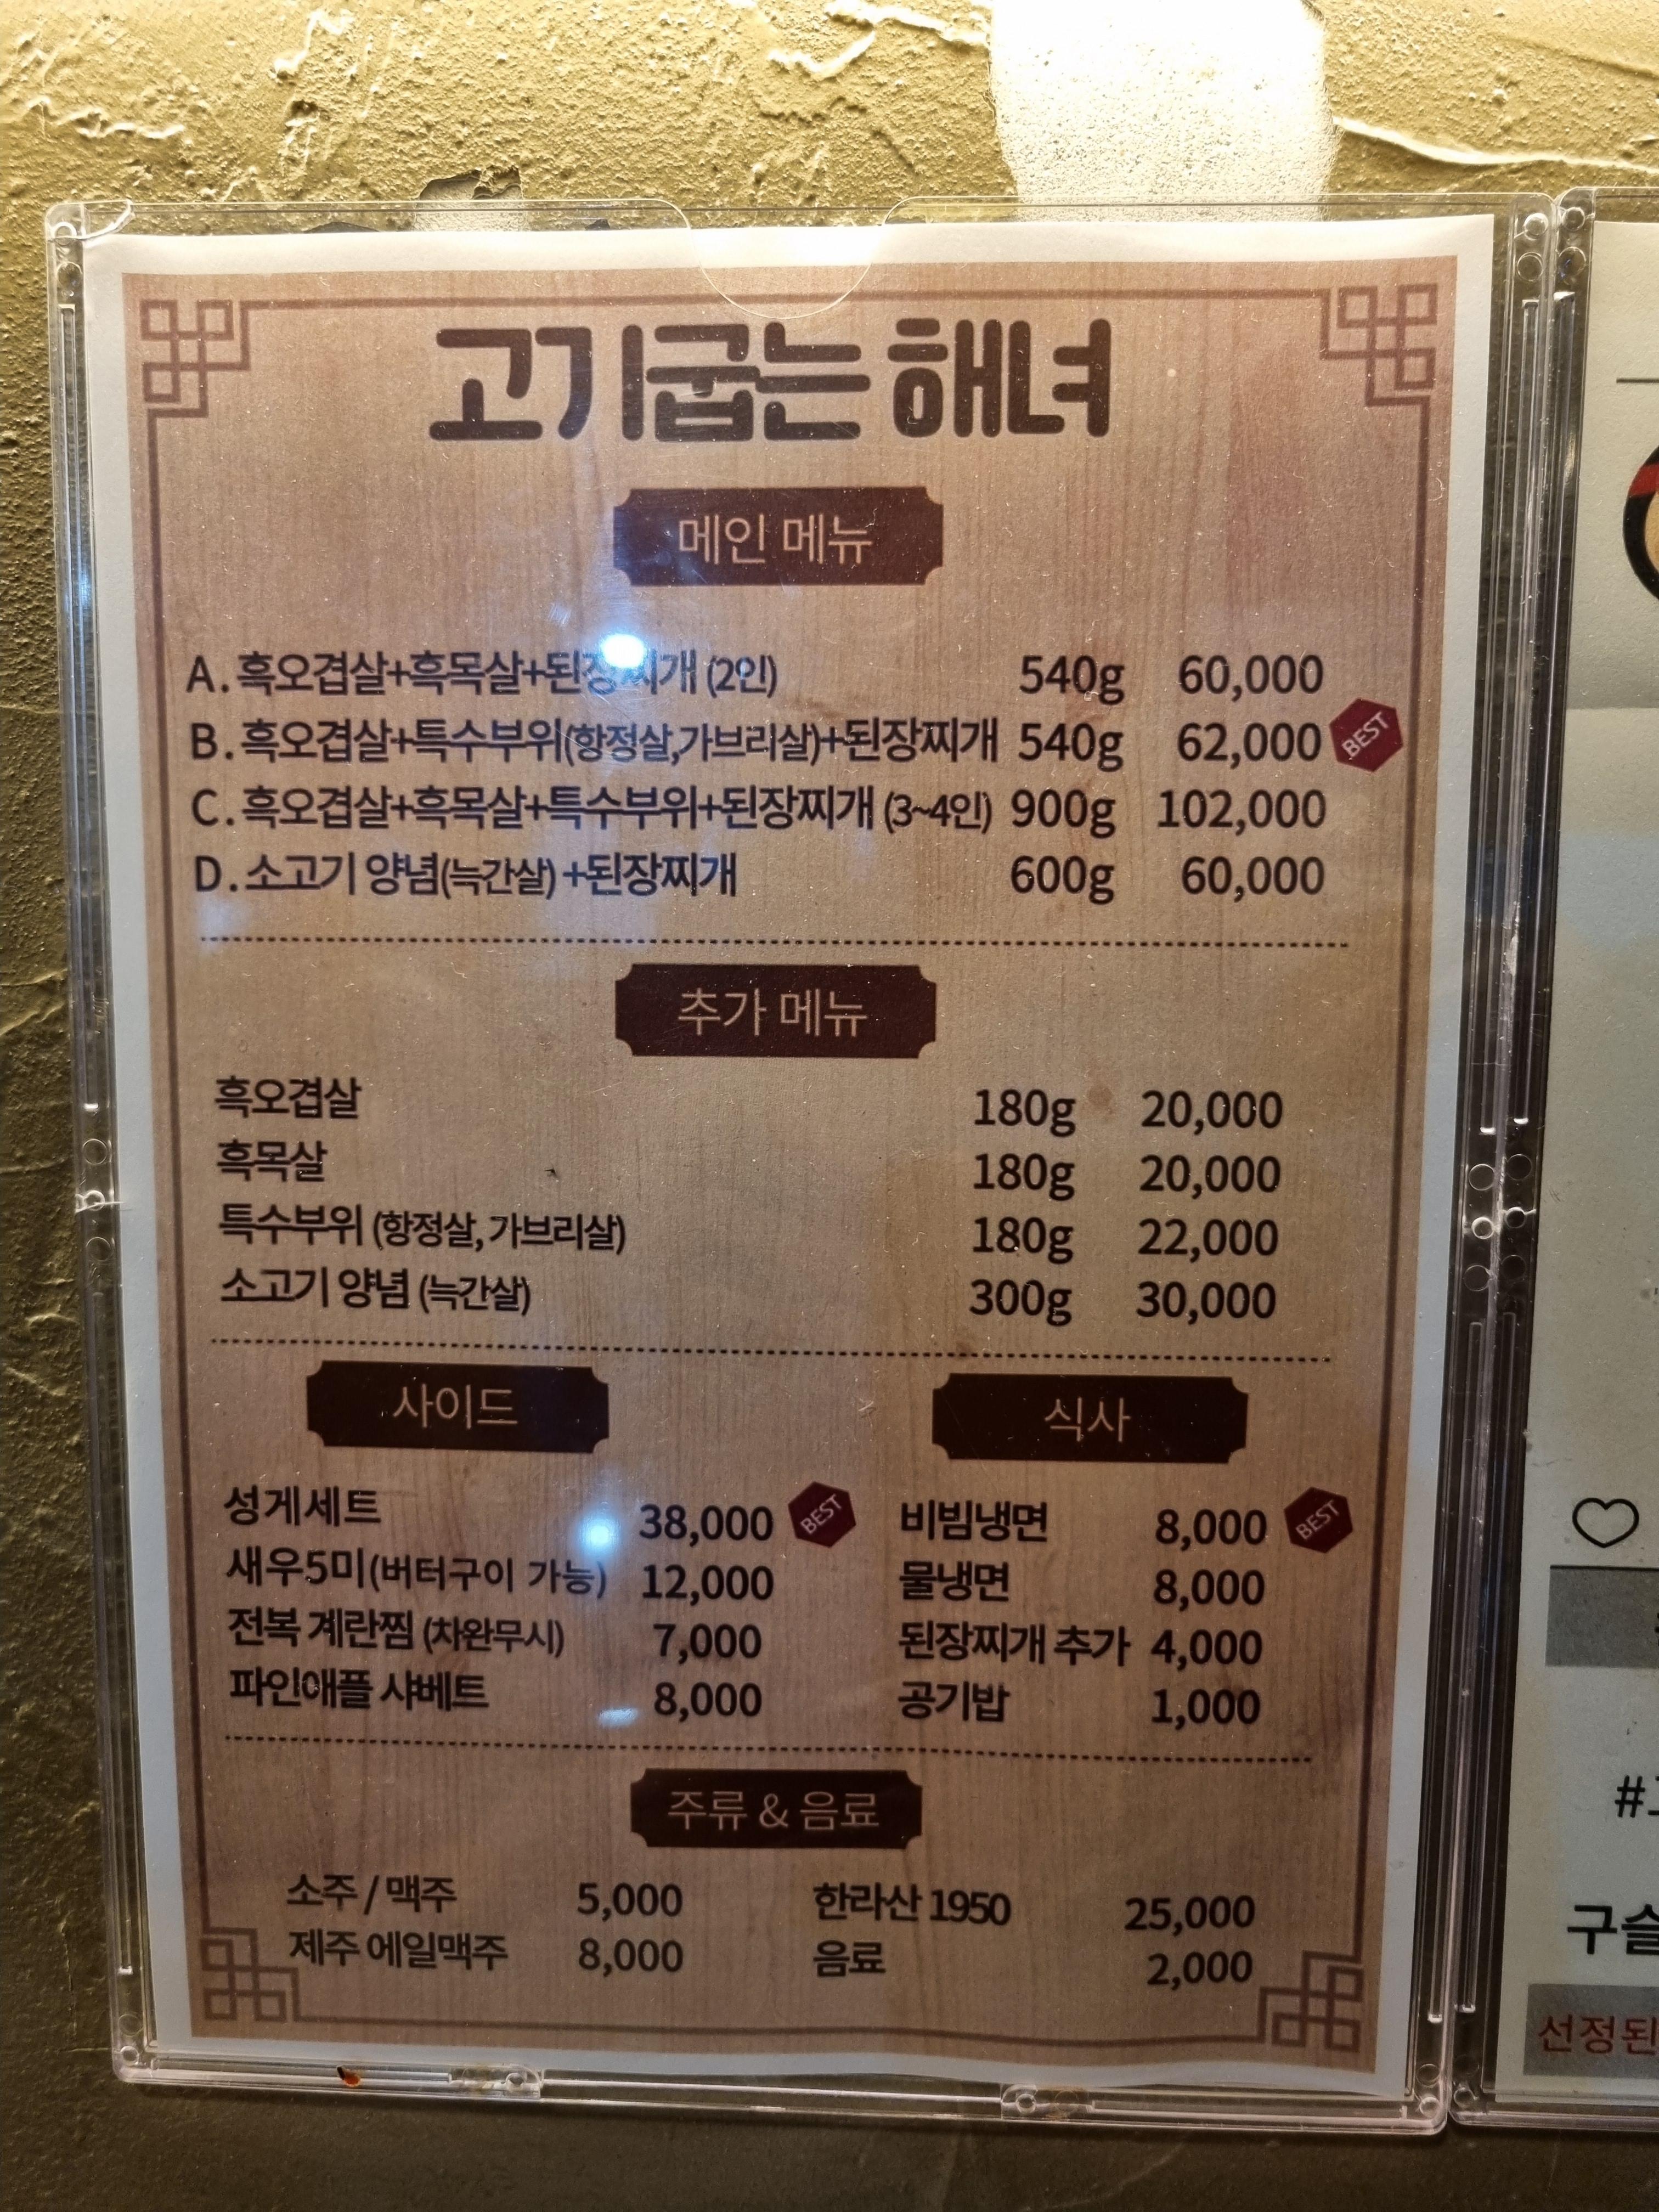 고기굽는 해녀
메인 메뉴
A. 흑오겹살+흑목살+된장찌개 (2인) 540g 60,000
B. 흑오겹살+특수부위(항정살,가브리살)+된장찌개 540g 62,000 BEST
C. 흑오겹살+흑목살+특수부위+된장찌개 (3~4인) 900g 102,000
D. 소고기 양념(늑간살) +된장찌개 600g 60,000
추가 메뉴
흑오겹살 180g 20,000
흑목살 180g 20,000
특수부위 (항정살, 가브리살) 180g 22,000
소고기 양념 (늑간살) 300g 30,000
사이드
성게세트 38,000 BEST
새우5미(버터구이 가능) 12,000
전복 계란찜 (차완무시) 7,000
파인애플 샤베트 8,000
식사
비빔냉면 8,000 BEST
물냉면 8,000
된장찌개 추가 4,000
공기밥 1,000
주류 & 음료
소주 / 맥주 5,000
제주 에일맥주 8,000
한라산 1950 25,000
음료 2,000
구슬
선정된